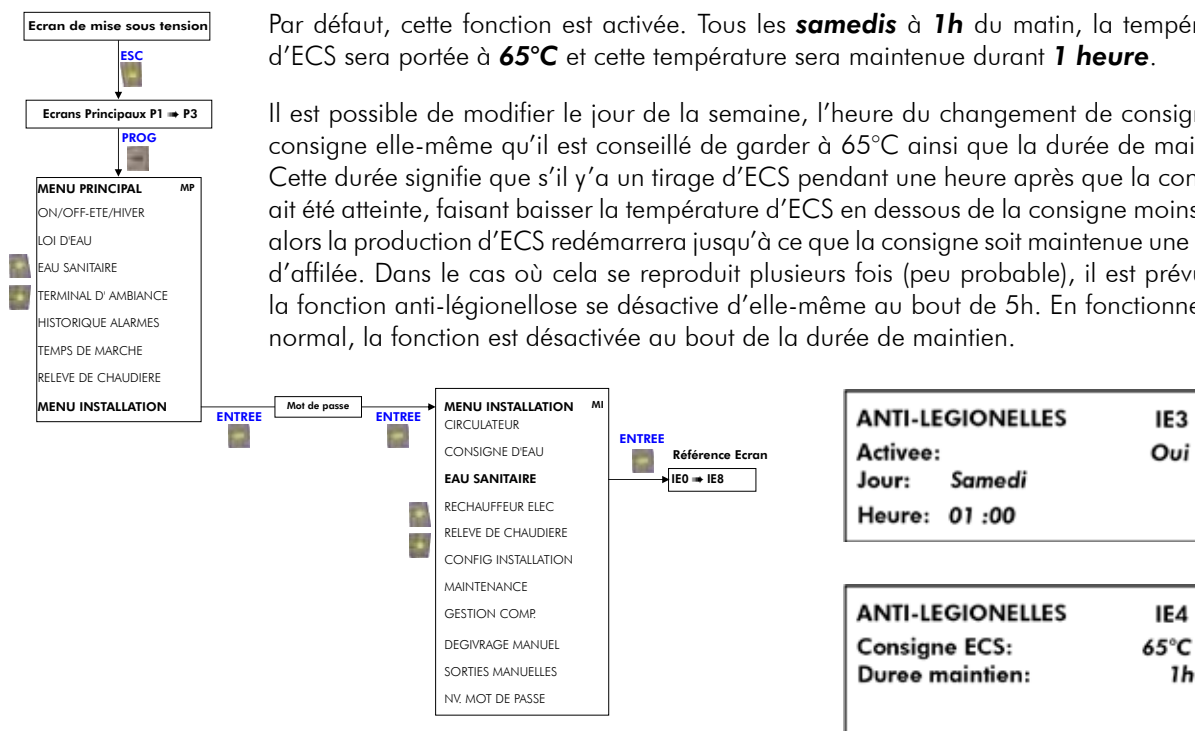 Ecran de mise sous tension
ESC
Ecrans Principaux P1 ➠ P3
PROG
MENU PRINCIPAL MP
ON/OFF-ETE/HIVER
LOI D'EAU
EAU SANITAIRE
TERMINAL D' AMBIANCE
HISTORIQUE ALARMES
TEMPS DE MARCHE
RELEVE DE CHAUDIERE
MENU INSTALLATION
Par défaut, cette fonction est activée. Tous les samedis à 1h du matin, la tempér
d'ECS sera portée à 65°C et cette température sera maintenue durant 1 heure.
Il est possible de modifier le jour de la semaine, l'heure du changement de consign
consigne elle-même qu'il est conseillé de garder à 65°C ainsi que la durée de mai
Cette durée signifie que s'il y'a un tirage d'ECS pendant une heure après que la con
ait été atteinte, faisant baisser la température d'ECS en dessous de la consigne moins
alors la production d'ECS redémarrera jusqu'à ce que la consigne soit maintenue une
d'affilée. Dans le cas où cela se reproduit plusieurs fois (peu probable), il est prévu
la fonction anti-légionellose se désactive d'elle-même au bout de 5h. En fonctionne
normal, la fonction est désactivée au bout de la durée de maintien.
ENTREE
Mot de passe
ENTREE
MENU INSTALLATION MI
CIRCULATEUR
CONSIGNE D'EAU
EAU SANITAIRE
RECHAUFFEUR ELEC
RELEVE DE CHAUDIERE
CONFIG INSTALLATION
MAINTENANCE
GESTION COMP.
DEGIVRAGE MANUEL
SORTIES MANUELLES
NV. MOT DE PASSE
ENTREE
Référence Ecran
IE0 ➠ IE8
ANTI-LEGIONELLES IE3
Activee: Oui
Jour: Samedi
Heure: 01 :00
ANTI-LEGIONELLES IE4
Consigne ECS: 65°C
Duree maintien: 1h